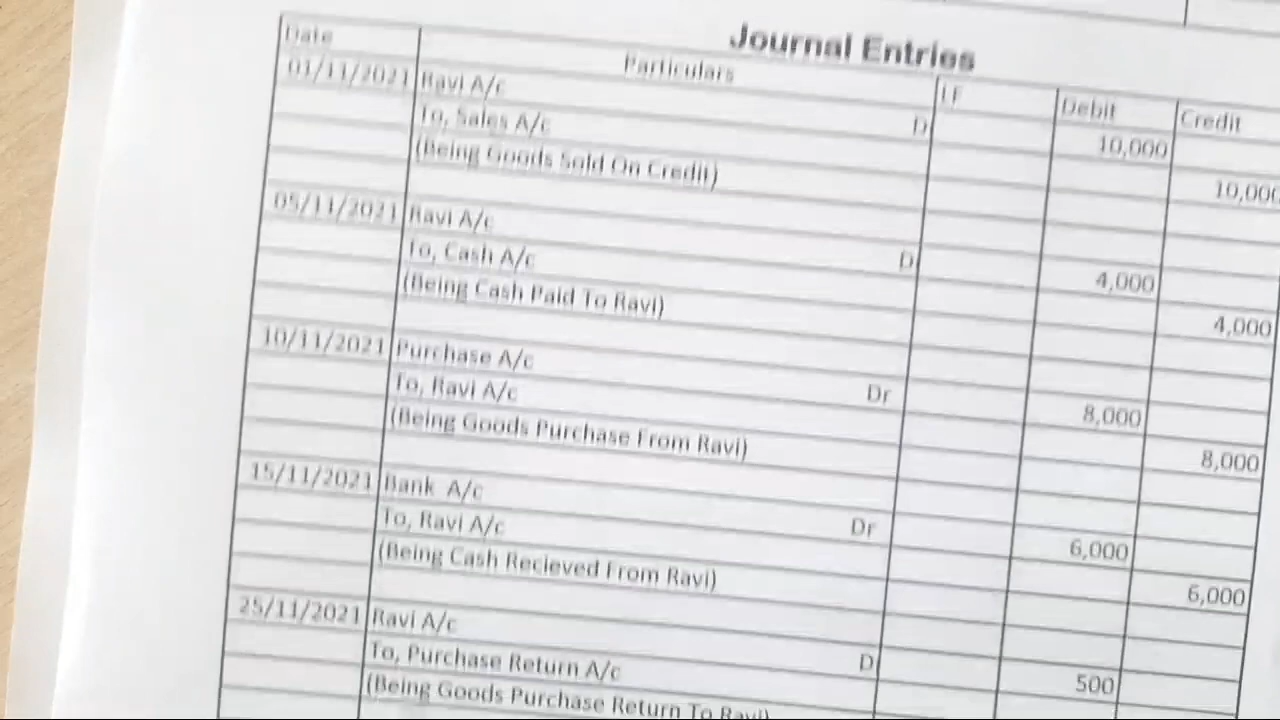 Journal Entries
Date Particulars LF Debit Credit
01/11/2021 Ravi A/c D 10,000
To, Sales A/c 10,000
(Being Goods Sold On Credit)
05/11/2021 Ravi A/c D 4,000
To, Cash A/c 4,000
(Being Cash Paid To Ravi)
10/11/2021 Purchase A/c Dr 8,000
To, Ravi A/c 8,000
(Being Goods Purchase From Ravi)
15/11/2021 Bank A/c Dr 6,000
To, Ravi A/c 6,000
(Being Cash Recieved From Ravi)
25/11/2021 Ravi A/c D 500
To, Purchase Return A/c
(Being Goods Purchase Return To Ravi)